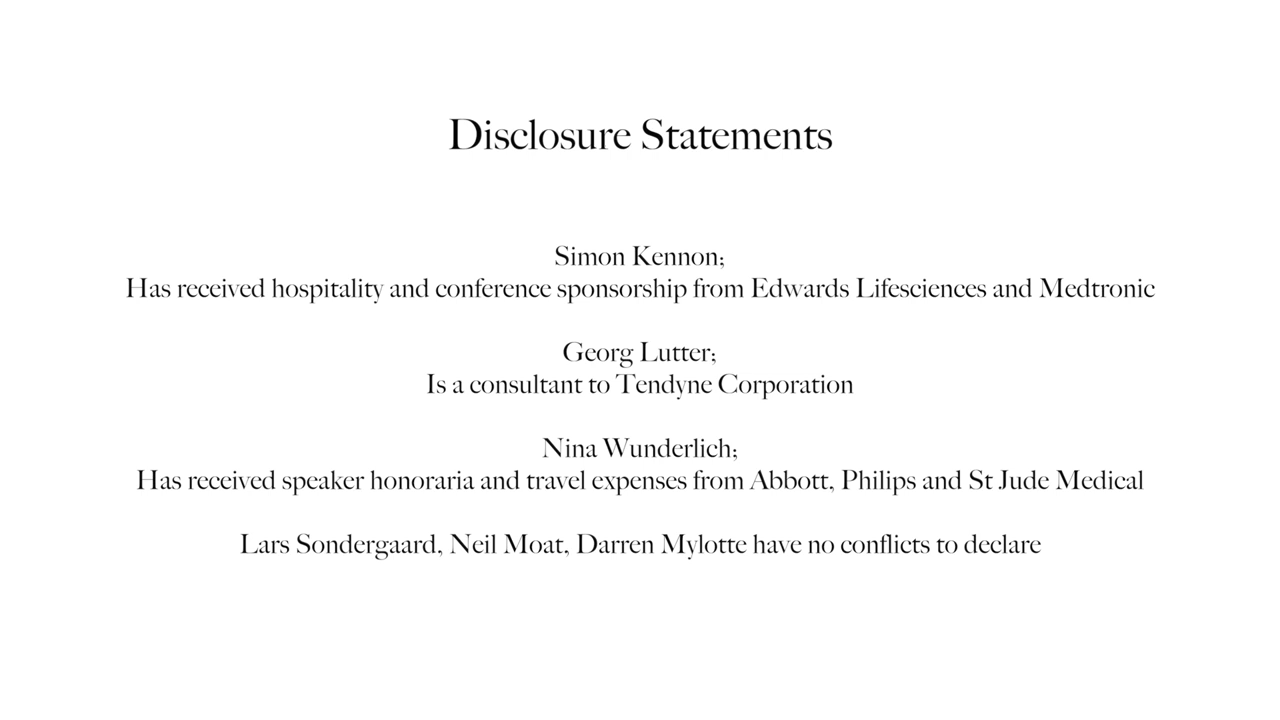 Disclosure Statements
Simon Kennon;
Has received hospitality and conference sponsorship from Edwards Lifesciences and Medtronic
Georg Lutter;
Is a consultant to Tendyne Corporation
Nina Wunderlich;
Has received speaker honoraria and travel expenses from Abbott, Philips and St Jude Medical
Lars Sondergaard, Neil Moat, Darren Mylotte have no conflicts to declare